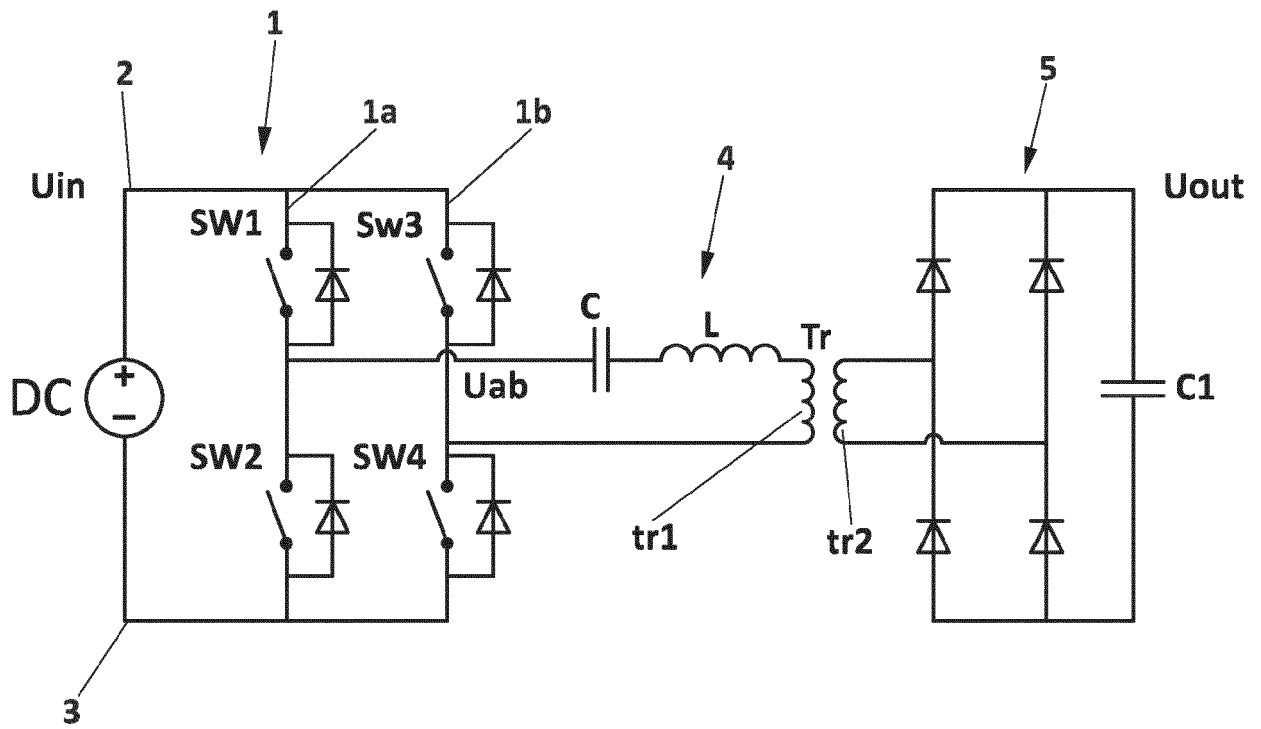 1
2
5
1a
1b
4
Uin
Uout
SW1
Sw3
C
L
Tr
DC
+
−
Uab
C1
SW2
SW4
tr1
tr2
3